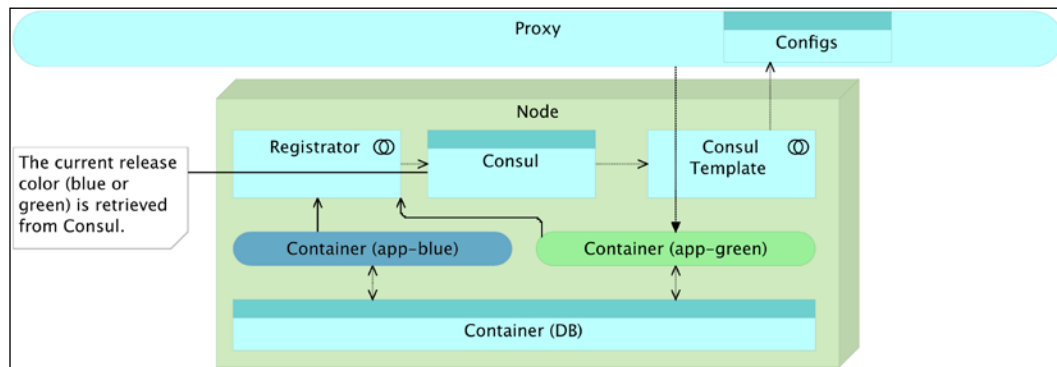 Proxy
Configs
Node
Registrator
Consul
Consul
Template
The current release
color (blue or
green) is retrieved
from Consul.
Container (app-blue)
Container (app-green)
Container (DB)